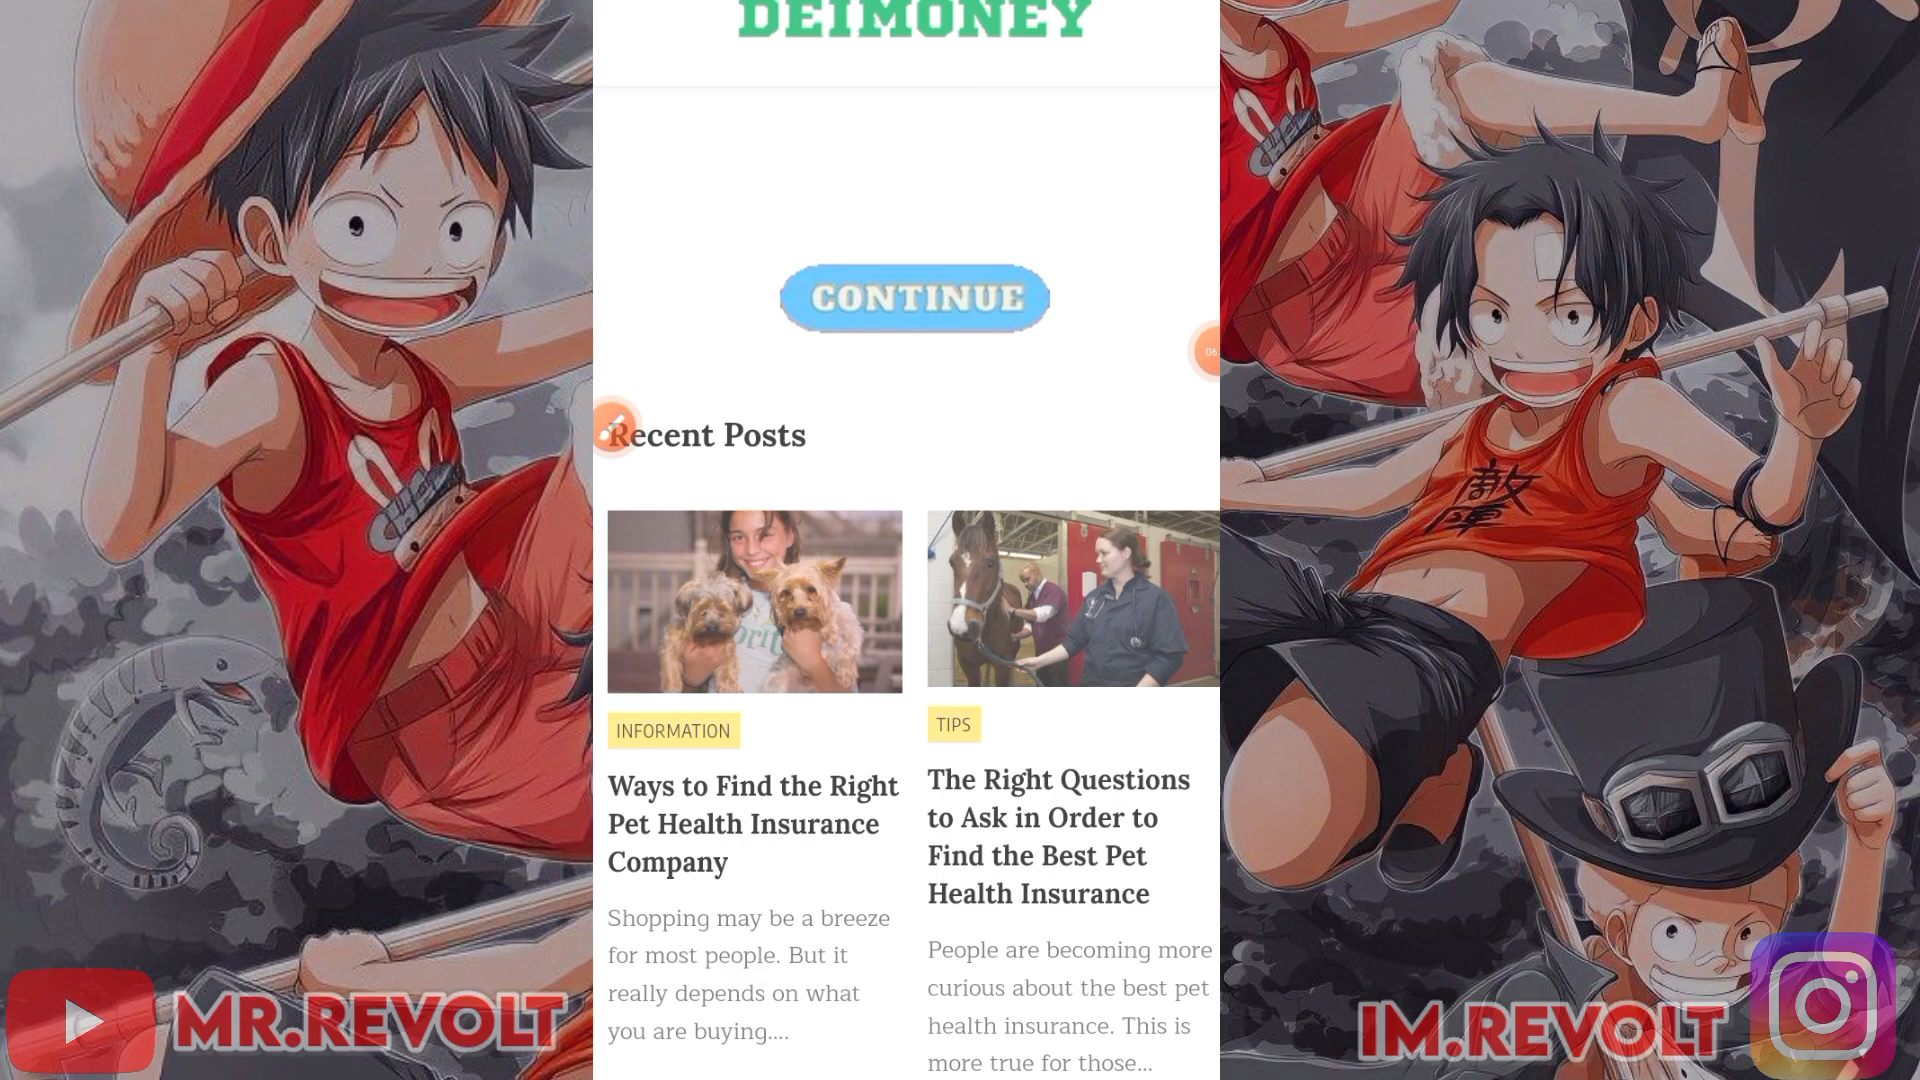 DEIMONEY
CONTINUE
06
Recent Posts
INFORMATION
Ways to Find the Right
Pet Health Insurance
Company
Shopping may be a breeze
for most people. But it
really depends on what
you are buying....
TIPS
The Right Questions
to Ask in Order to
Find the Best Pet
Health Insurance
People are becoming more
curious about the best pet
health insurance. This is
more true for those...
MR.REVOLT
IM.REVOLT